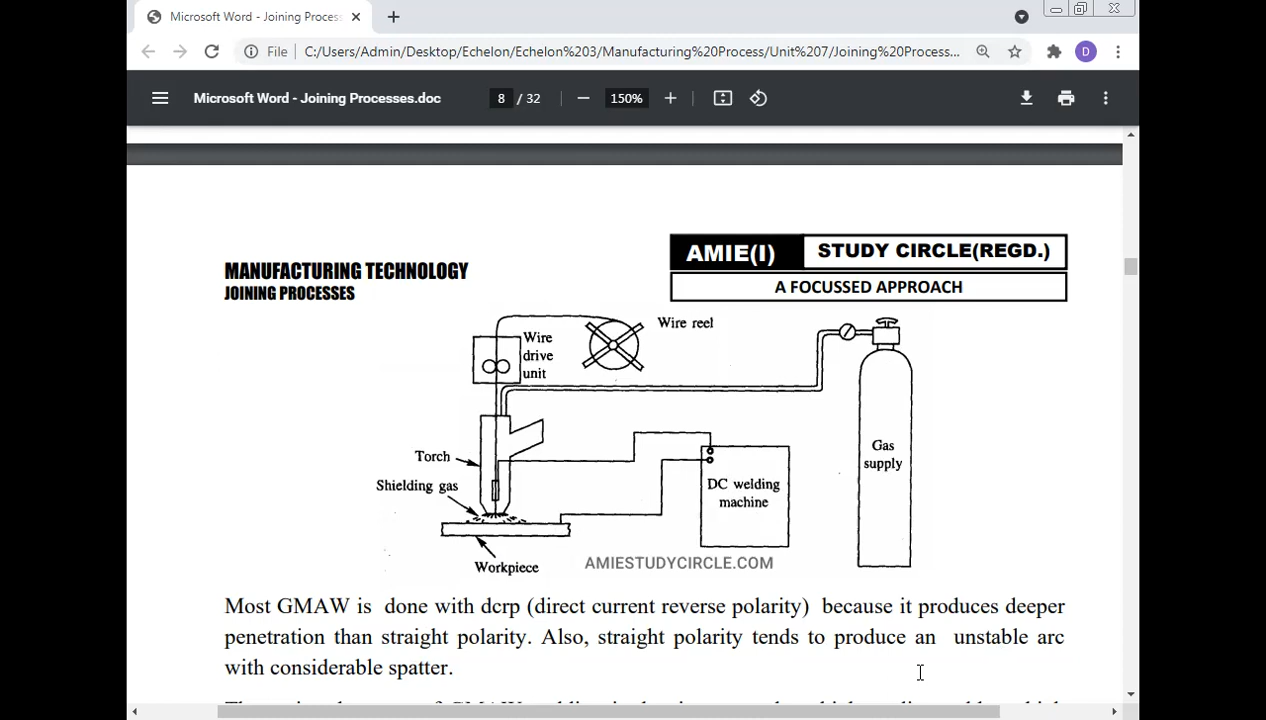 Microsoft Word - Joining Process
File
C:/Users/Admin/Desktop/Echelon/Echelon%203/Manufacturing%20Process/Unit%207/Joining%20Process...
D
Microsoft Word - Joining Processes.doc
8 / 32
150%
MANUFACTURING TECHNOLOGY
JOINING PROCESSES
AMIE(I)
STUDY CIRCLE(REGD.)
A FOCUSSED APPROACH
Wire reel
Wire
drive
unit
Torch
Shielding gas
Workpiece
DC welding
machine
Gas
supply
AMIESTUDYCIRCLE.COM
Most GMAW is done with dcrp (direct current reverse polarity) because it produces deeper
penetration than straight polarity. Also, straight polarity tends to produce an unstable arc
with considerable spatter.